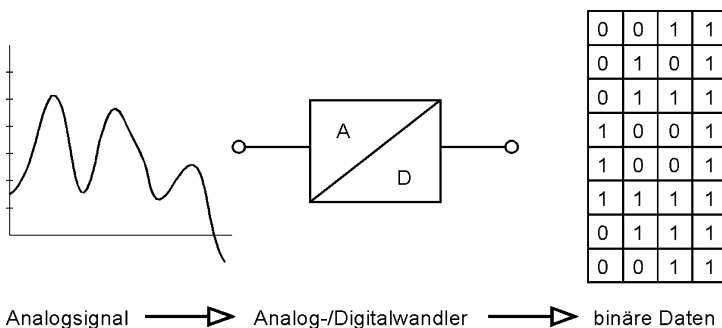 A
D
0 0 1 1
0 1 0 1
0 1 1 1
1 0 0 1
1 0 0 1
1 1 1 1
0 1 1 1
0 0 1 1
Analogsignal Analog-/Digitalwandler binäre Daten